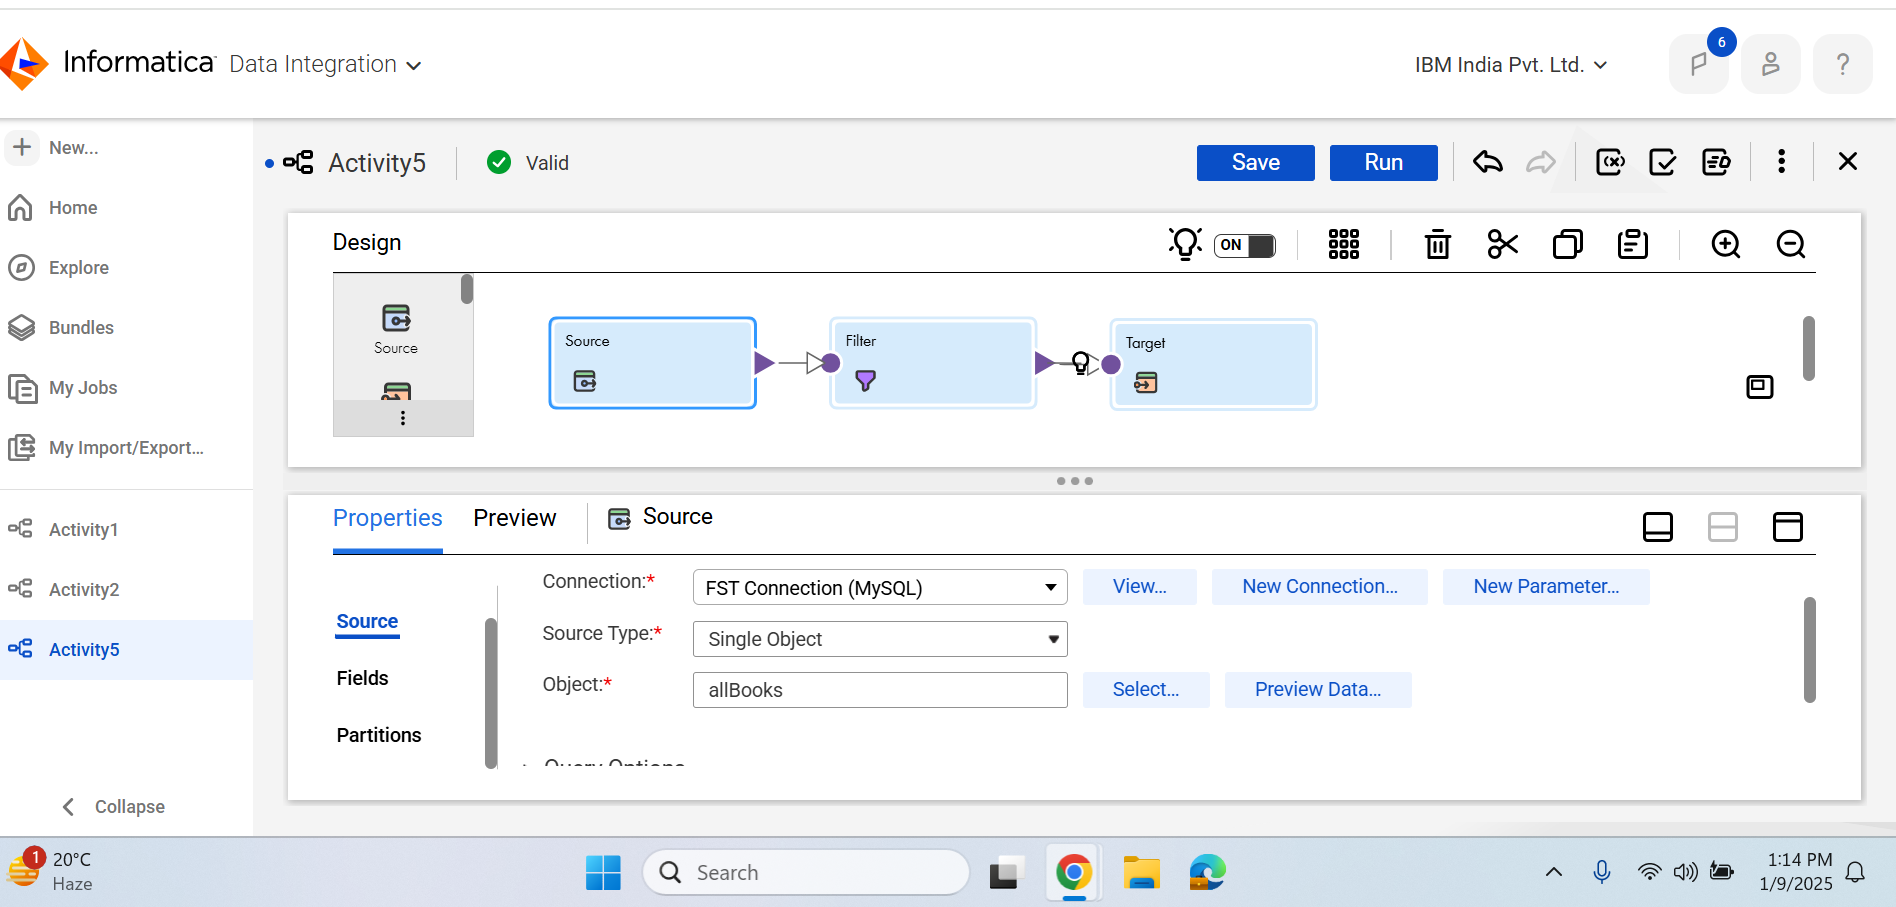 Informatica Data Integration
IBM India Pvt. Ltd.
6
?
New...
Home
Explore
Bundles
My Jobs
My Import/Export...
Activity1
Activity2
Activity5
Collapse
Activity5
Valid
Save
Run
Design
ON
Source
Source
Filter
Target
Properties
Preview
Source
Source
Fields
Partitions
Connection:*
FST Connection (MySQL)
View...
New Connection...
New Parameter...
Source Type:*
Single Object
Object:*
allBooks
Select...
Preview Data...
Query Options
1
20°C
Haze
Search
1:14 PM
1/9/2025